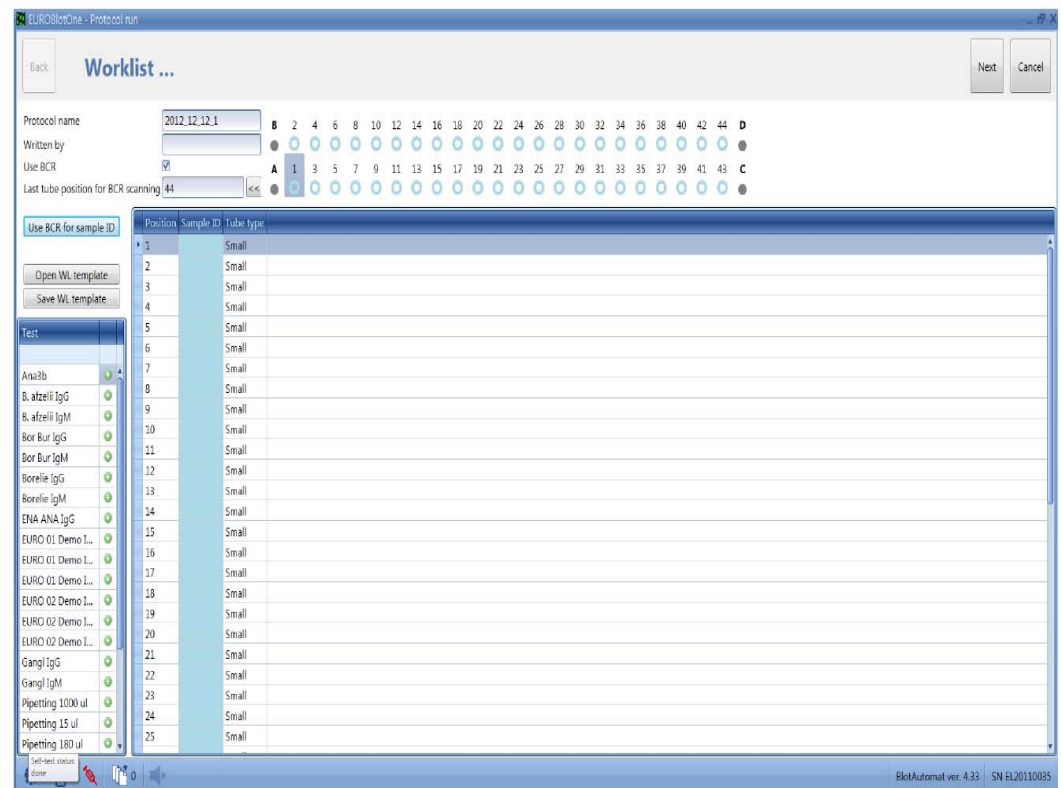 EUROBlotOne - Protocol run
Back
Worklist ...
Next
Cancel
Protocol name 2012_12_12_1
Written by
Use BCR
Last tube position for BCR scanning 44 <<
B 2 4 6 8 10 12 14 16 18 20 22 24 26 28 30 32 34 36 38 40 42 44 D
A 1 3 5 7 9 11 13 15 17 19 21 23 25 27 29 31 33 35 37 39 41 43 C
Use BCR for sample ID
Open WL template
Save WL template
Test
Ana3b
B. afzelii IgG
B. afzelii IgM
Bor Bur IgG
Bor Bur IgM
Borelie IgG
Borelie IgM
ENA ANA IgG
EURO 01 Demo I...
EURO 01 Demo I...
EURO 01 Demo I...
EURO 02 Demo I...
EURO 02 Demo I...
EURO 02 Demo I...
Gangl IgG
Gangl IgM
Pipetting 1000 ul
Pipetting 15 ul
Pipetting 180 ul
Position Sample ID Tube type
1 Small
2 Small
3 Small
4 Small
5 Small
6 Small
7 Small
8 Small
9 Small
10 Small
11 Small
12 Small
13 Small
14 Small
15 Small
16 Small
17 Small
18 Small
19 Small
20 Small
21 Small
22 Small
23 Small
24 Small
25 Small
Self-test status:
done
0
BlotAutomat ver. 4.33 SN EL20110035